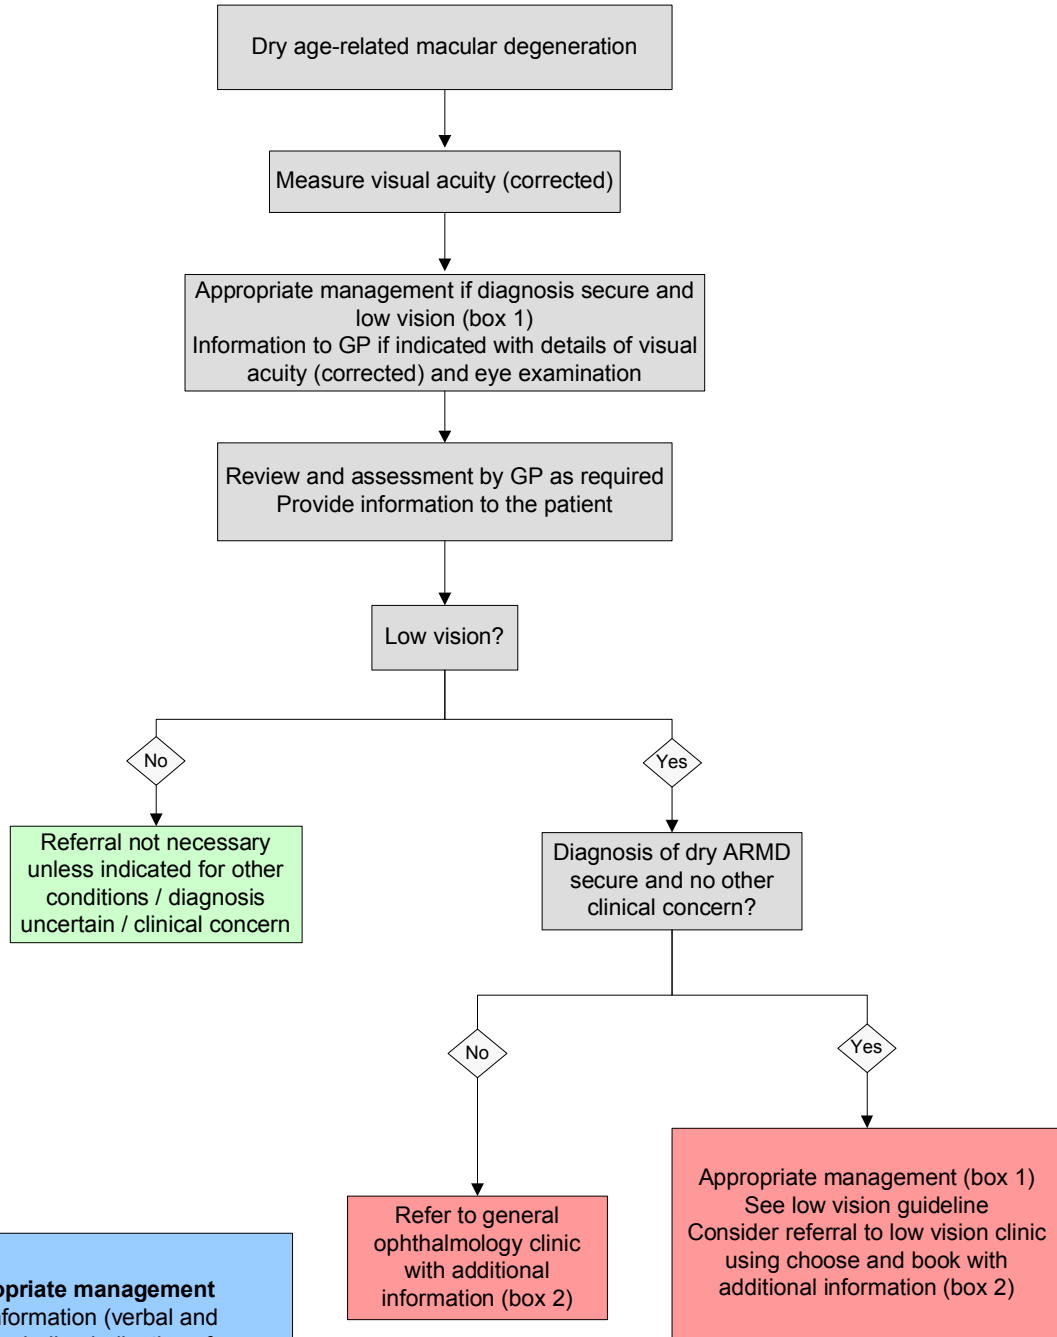 Dry age-related macular degeneration
Measure visual acuity (corrected)
Appropriate management if diagnosis secure and
low vision (box 1)
Information to GP if indicated with details of visual
acuity (corrected) and eye examination
Review and assessment by GP as required
Provide information to the patient
Low vision?
No
Yes
Referral not necessary
unless indicated for other
conditions / diagnosis
uncertain / clinical concern
Diagnosis of dry ARMD
secure and no other
clinical concern?
No
Yes
Refer to general
ophthalmology clinic
with additional
information (box 2)
Appropriate management (box 1)
See low vision guideline
Consider referral to low vision clinic
using choose and book with
additional information (box 2)
opriate management
formation (verbal and